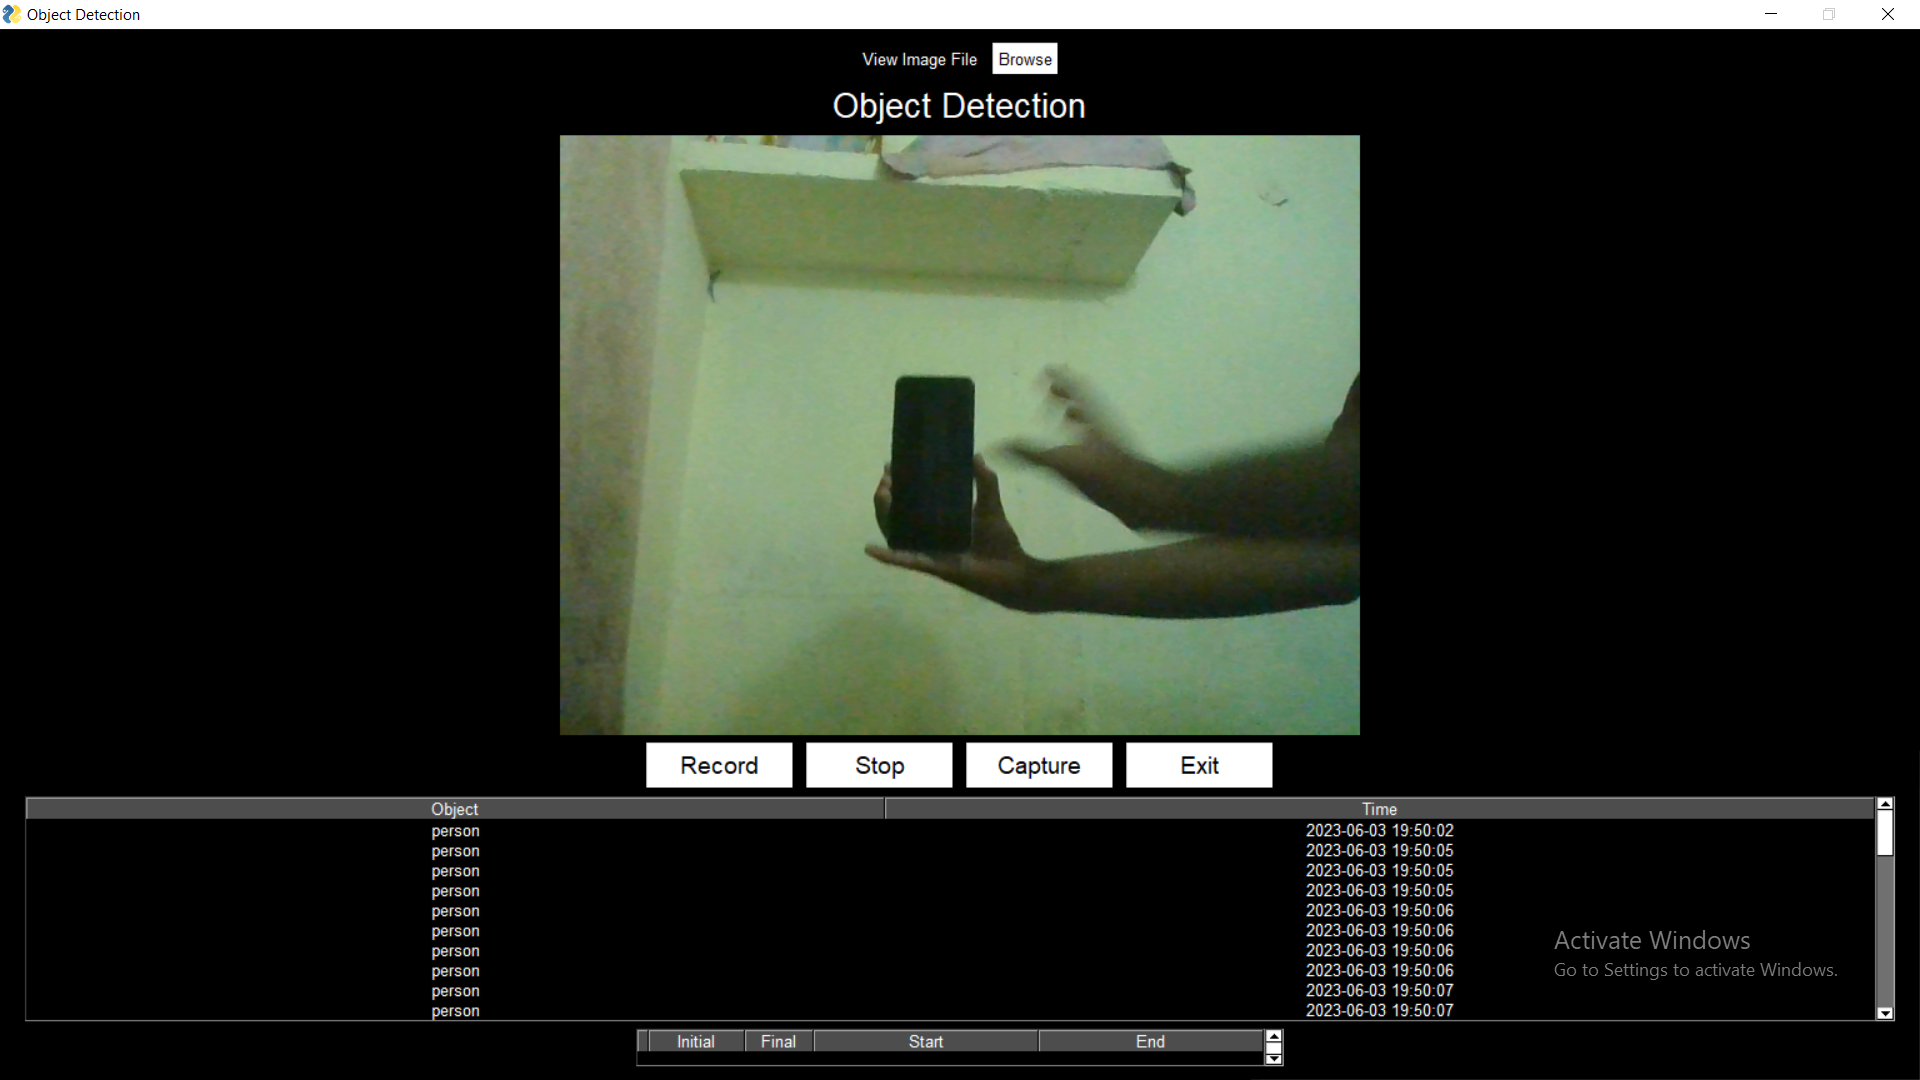 Object Detection
View Image File Browse
Object Detection
Record Stop Capture Exit
Object Time
person 2023-06-03 19:50:02
person 2023-06-03 19:50:05
person 2023-06-03 19:50:05
person 2023-06-03 19:50:05
person 2023-06-03 19:50:06
person 2023-06-03 19:50:06
person 2023-06-03 19:50:06
person 2023-06-03 19:50:06
person 2023-06-03 19:50:07
person 2023-06-03 19:50:07
Activate Windows
Go to Settings to activate Windows.
Initial Final Start End